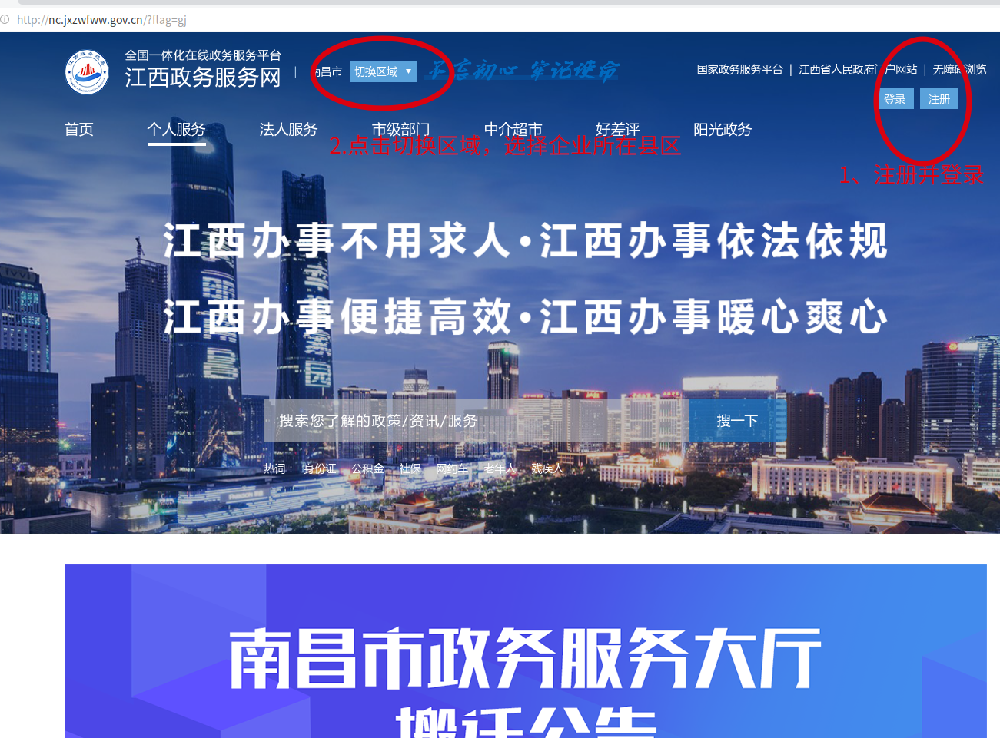 http://nc.jxzwfww.gov.cn/?flag=gj
全国一体化在线政务服务平台
江西政务服务网
南昌市 切换区域
不忘初心 牢记使命
国家政务服务平台 | 江西省人民政府门户网站 | 无障碍浏览
登录 注册
首页 个人服务 法人服务 市级部门 中介超市 好差评 阳光政务
2.点击切换区域，选择企业所在县区
1、注册并登录
江西办事不用求人·江西办事依法依规
江西办事便捷高效·江西办事暖心爽心
搜索您了解的政策/资讯/服务 搜一下
热词： 身份证 公积金 社保 网约车 老年人 残疾人
南昌市政务服务大厅
搬迁公告